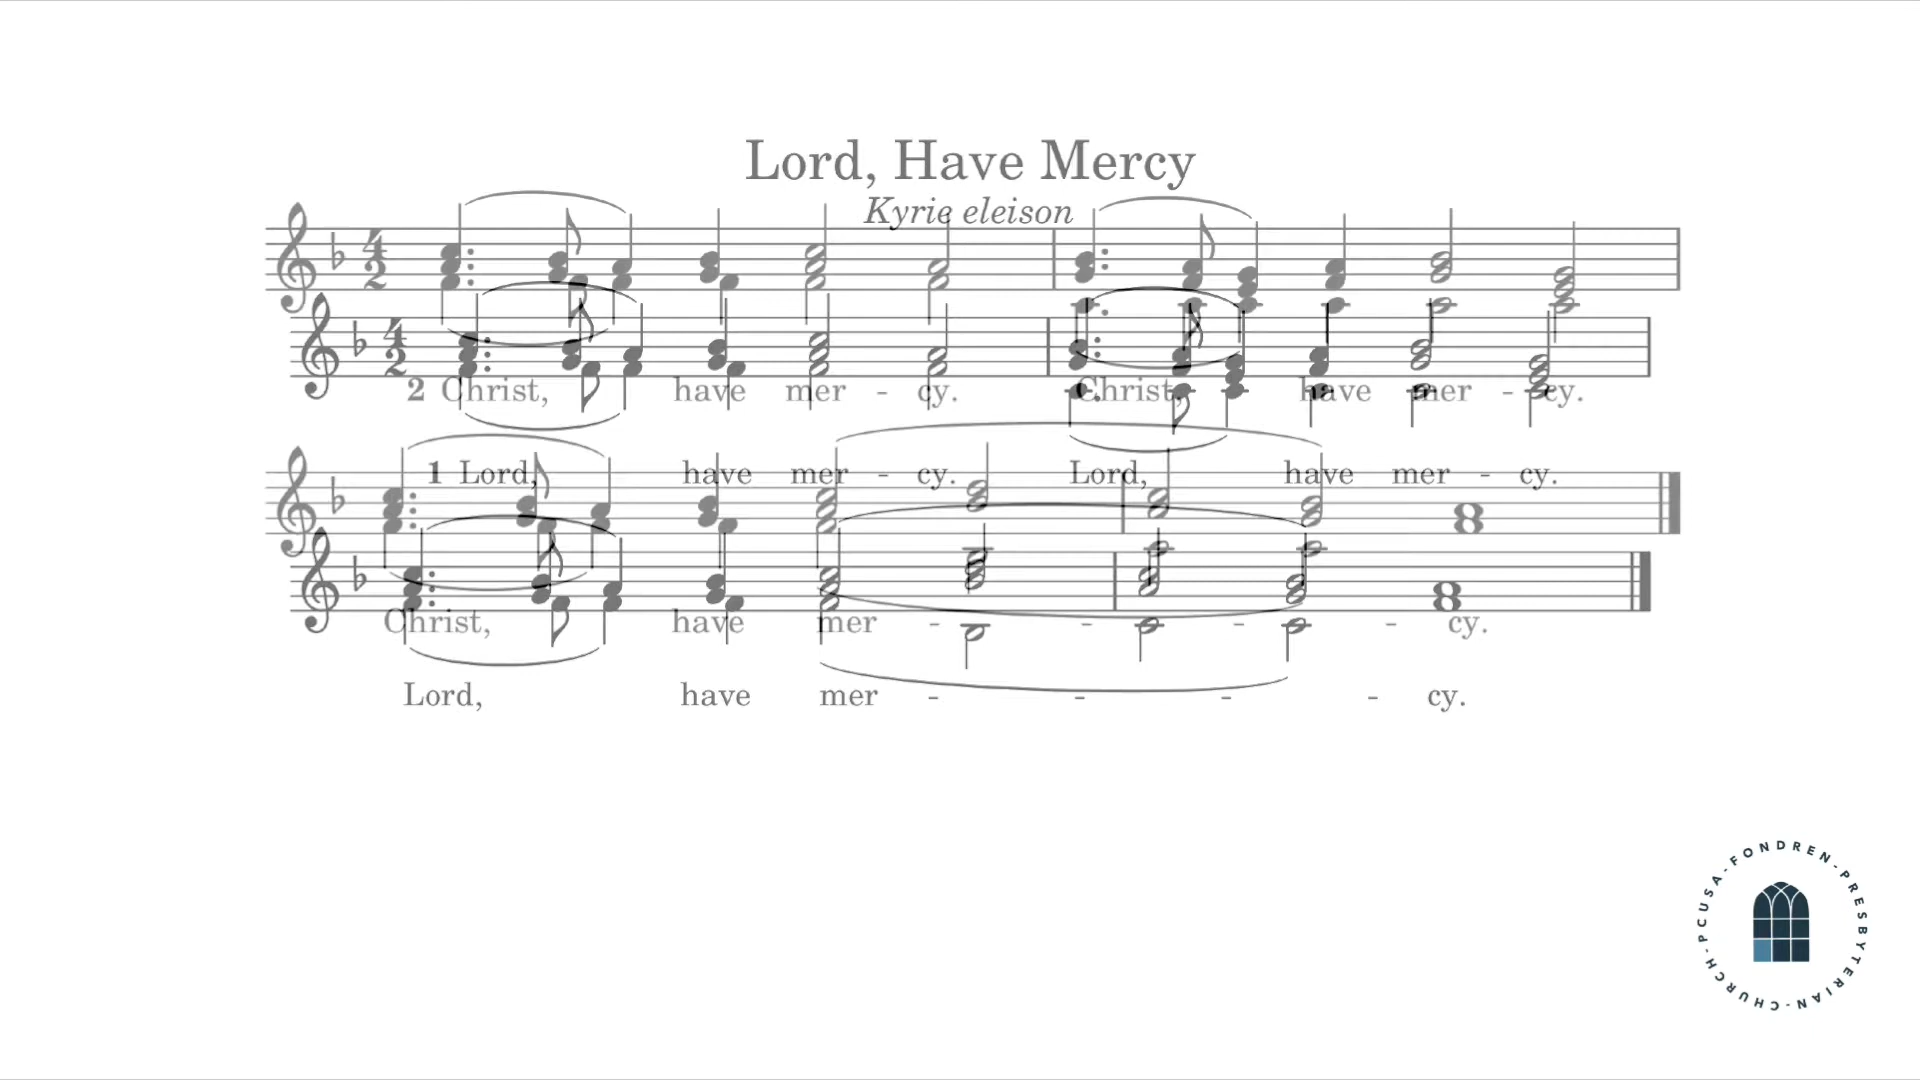 Lord, Have Mercy
Kyrie eleison
2 Christ, have mer - cy. Christ, have mer - cy.
1 Lord, have mer - cy. Lord, have mer - cy.
Christ, have mer - - - - cy.
Lord, have mer - - - - cy.
PCUSA-FONDREN-PRESBYTERIAN-CHURCH-